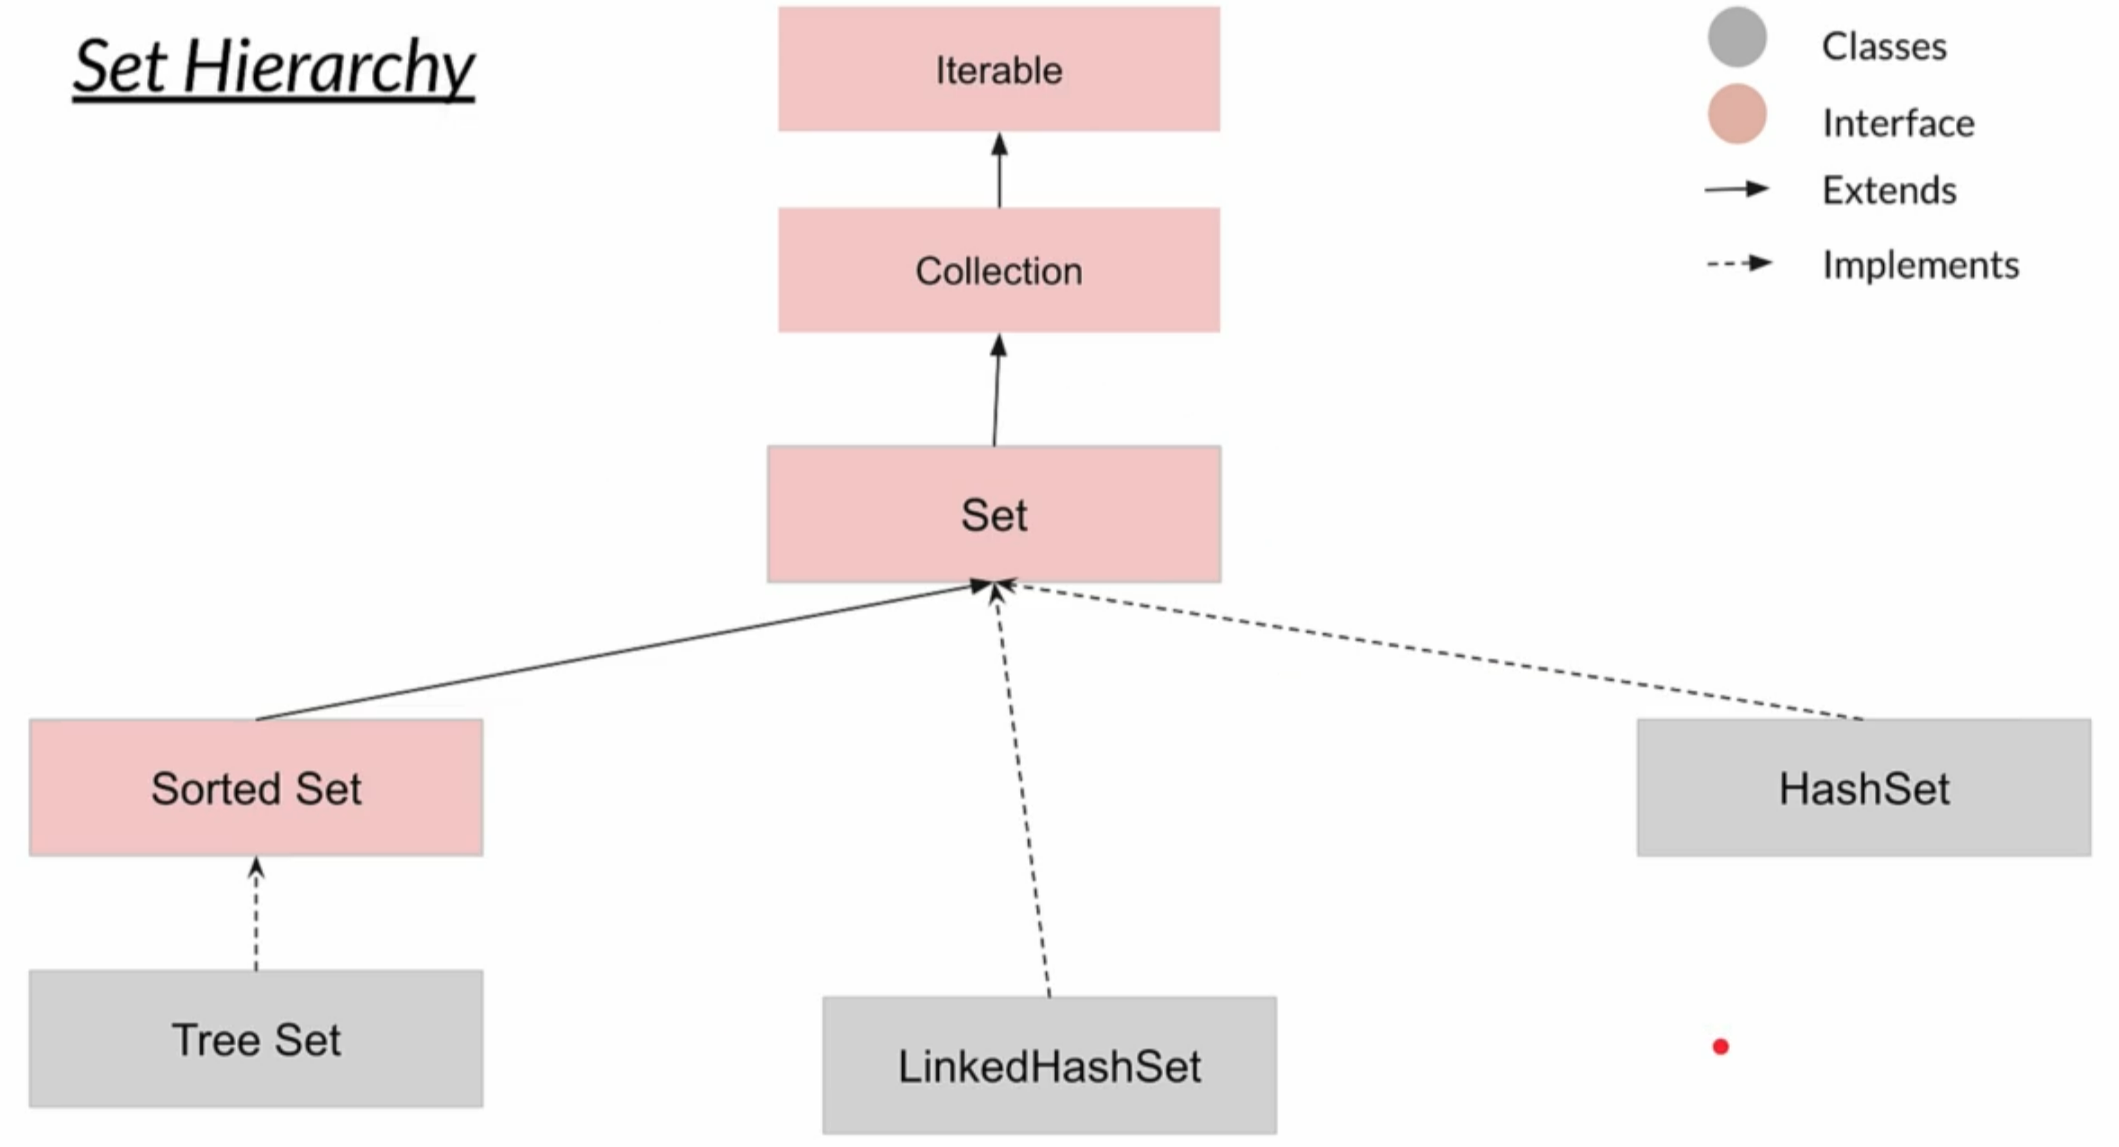 Set Hierarchy
Iterable
Classes
Interface
Extends
Implements
Collection
Set
Sorted Set
HashSet
Tree Set
LinkedHashSet